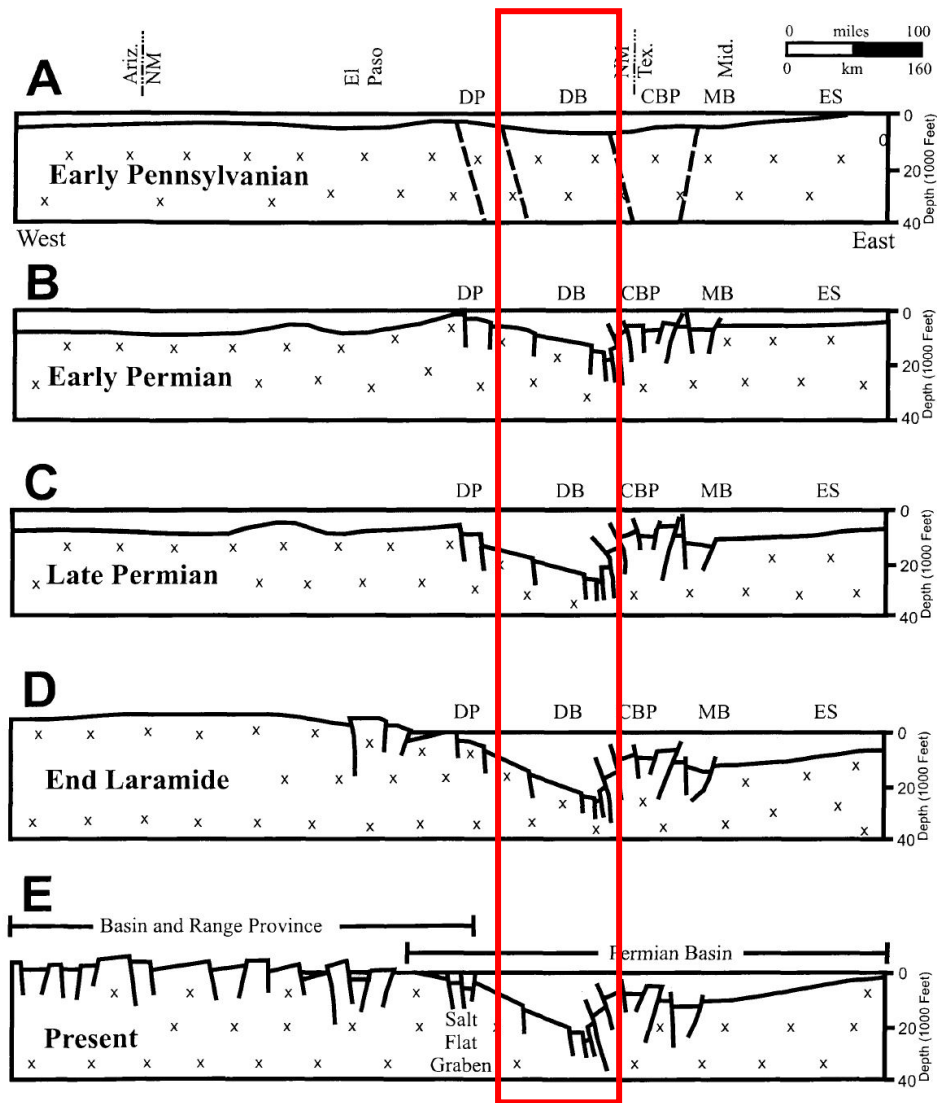 0 miles 100
0 km 160
Ariz.
NM
El
Paso
NM
Tex.
Mid.
A
DP DB CBP MB ES
0
10
20
30
40
0
Depth (1000 Feet)
Early Pennsylvanian
West East
B
DP DB CBP MB ES
0
20
40
Depth (1000 Feet)
Early Permian
C
DP DB CBP MB ES
0
20
40
Depth (1000 Feet)
Late Permian
D
DP DB CBP MB ES
0
20
40
Depth (1000 Feet)
End Laramide
E
Basin and Range Province
Permian Basin
0
20
40
Depth (1000 Feet)
Present
Salt
Flat
Graben